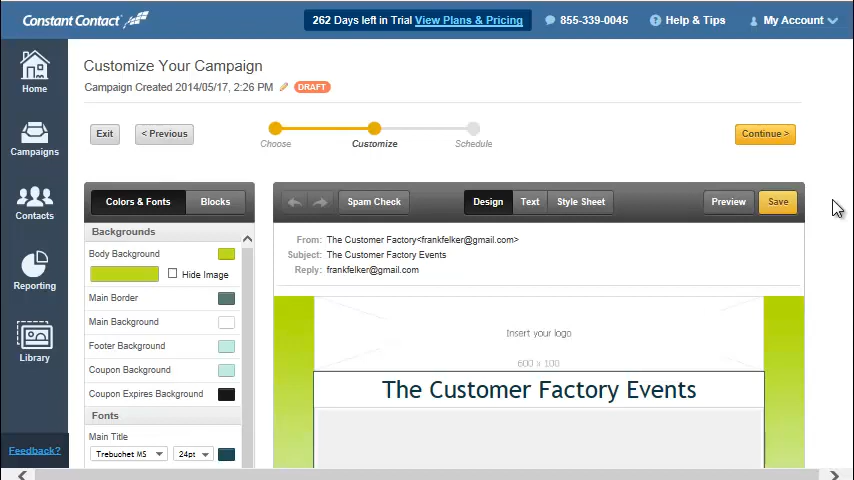 Constant Contact
262 Days left in Trial View Plans & Pricing
855-339-0045
Help & Tips
My Account
Home
Campaigns
Contacts
Reporting
Library
Feedback?
Customize Your Campaign
Campaign Created 2014/05/17, 2:26 PM DRAFT
Exit
< Previous
Choose
Customize
Schedule
Continue >
Colors & Fonts
Blocks
Backgrounds
Body Background
Hide Image
Main Border
Main Background
Footer Background
Coupon Background
Coupon Expires Background
Fonts
Main Title
Trebuchet MS 24pt
Spam Check
Design
Text
Style Sheet
Preview
Save
From: The Customer Factory<frankfelker@gmail.com>
Subject: The Customer Factory Events
Reply: frankfelker@gmail.com
Insert your logo
600 x 100
The Customer Factory Events